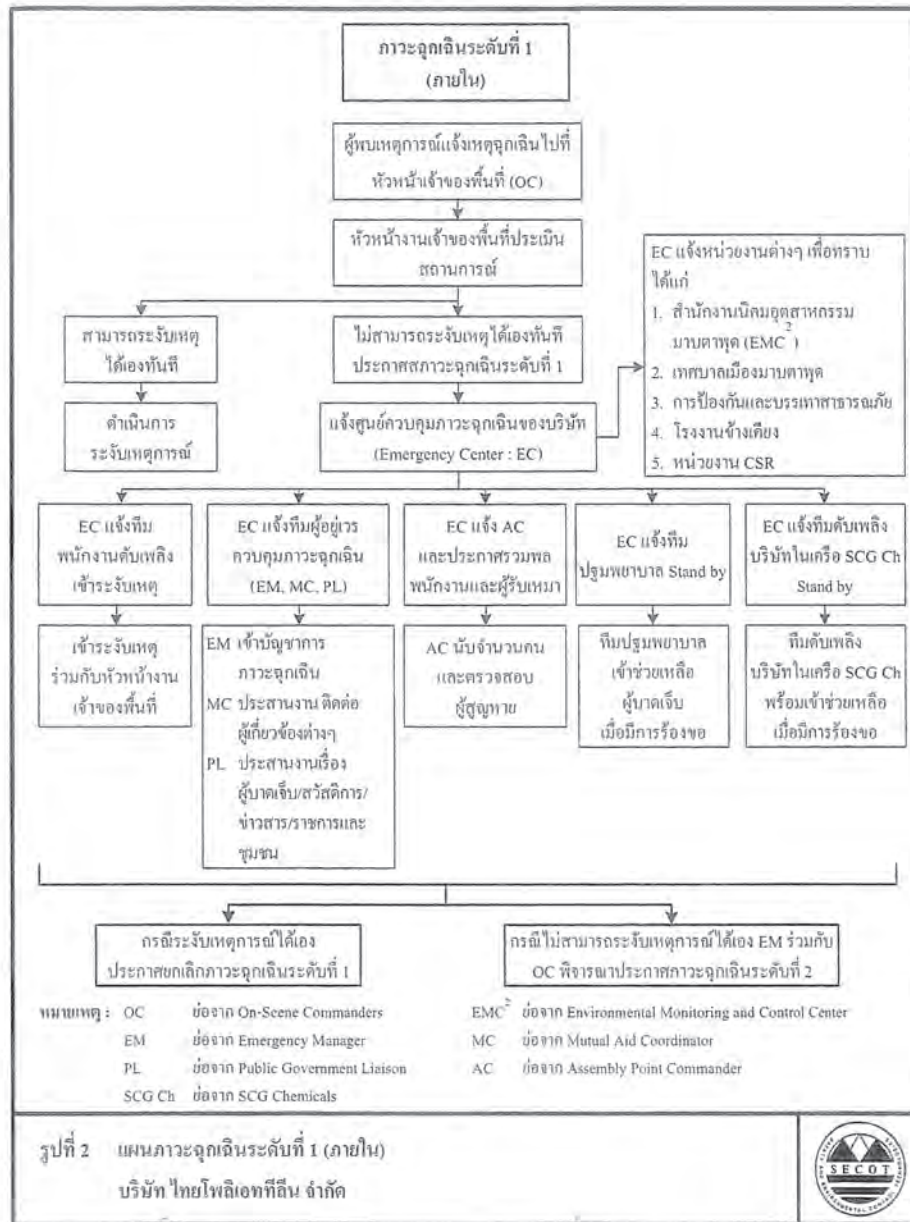 ภาวะฉุกเฉินระดับที่ 1
(ภายใน)
ผู้พบเหตุการณ์แจ้งเหตุฉุกเฉินไปที่
หัวหน้าเจ้าของพื้นที่ (OC)
หัวหน้างานเจ้าของพื้นที่ประเมิน
สถานการณ์
EC แจ้งหน่วยงานต่างๆ เพื่อทราบ
ได้แก่
1. สำนักงานนิคมอุตสาหกรรม
มาบตาพุด (EMC²)
2. เทศบาลเมืองมาบตาพุด
3. การป้องกันและบรรเทาสาธารณภัย
4. โรงงานข้างเคียง
5. หน่วยงาน CSR
สามารถระงับเหตุ
ได้เองทันที
ไม่สามารถระงับเหตุได้เองทันที
ประกาศสภาวะฉุกเฉินระดับที่ 1
ดำเนินการ
ระงับเหตุการณ์
แจ้งศูนย์ควบคุมภาวะฉุกเฉินของบริษัท
(Emergency Center : EC)
EC แจ้งทีม
พนักงานดับเพลิง
เข้าระงับเหตุ
EC แจ้งทีมผู้อยู่เวร
ควบคุมภาวะฉุกเฉิน
(EM, MC, PL)
EC แจ้ง AC
และประกาศรวมพล
พนักงานและผู้รับเหมา
EC แจ้งทีม
ปฐมพยาบาล Stand by
EC แจ้งทีมดับเพลิง
บริษัทในเครือ SCG Ch
Stand by
เข้าระงับเหตุ
ร่วมกับหัวหน้างาน
เจ้าของพื้นที่
EM เข้าบัญชาการ
ภาวะฉุกเฉิน
MC ประสานงาน ติดต่อ
ผู้เกี่ยวข้องต่างๆ
PL ประสานงานเรื่อง
ผู้บาดเจ็บ/สวัสดิการ/
ข่าวสาร/ราชการและ
ชุมชน
AC นับจำนวนคน
และตรวจสอบ
ผู้สูญหาย
ทีมปฐมพยาบาล
เข้าช่วยเหลือ
ผู้บาดเจ็บ
เมื่อมีการร้องขอ
ทีมดับเพลิง
บริษัทในเครือ SCG Ch
พร้อมเข้าช่วยเหลือ
เมื่อมีการร้องขอ
กรณีระงับเหตุการณ์ได้เอง
ประกาศยกเลิกภาวะฉุกเฉินระดับที่ 1
กรณีไม่สามารถระงับเหตุการณ์ได้เอง EM ร่วมกับ
OC พิจารณาประกาศภาวะฉุกเฉินระดับที่ 2
หมายเหตุ : OC ย่อจาก On-Scene Commanders EMC² ย่อจาก Environmental Monitoring and Control Center
EM ย่อจาก Emergency Manager MC ย่อจาก Mutual Aid Coordinator
PL ย่อจาก Public Government Liaison AC ย่อจาก Assembly Point Commander
SCG Ch ย่อจาก SCG Chemicals
รูปที่ 2 แผนภาวะฉุกเฉินระดับที่ 1 (ภายใน)
บริษัท ไทยโพลิเอททีลีน จำกัด
SECOT